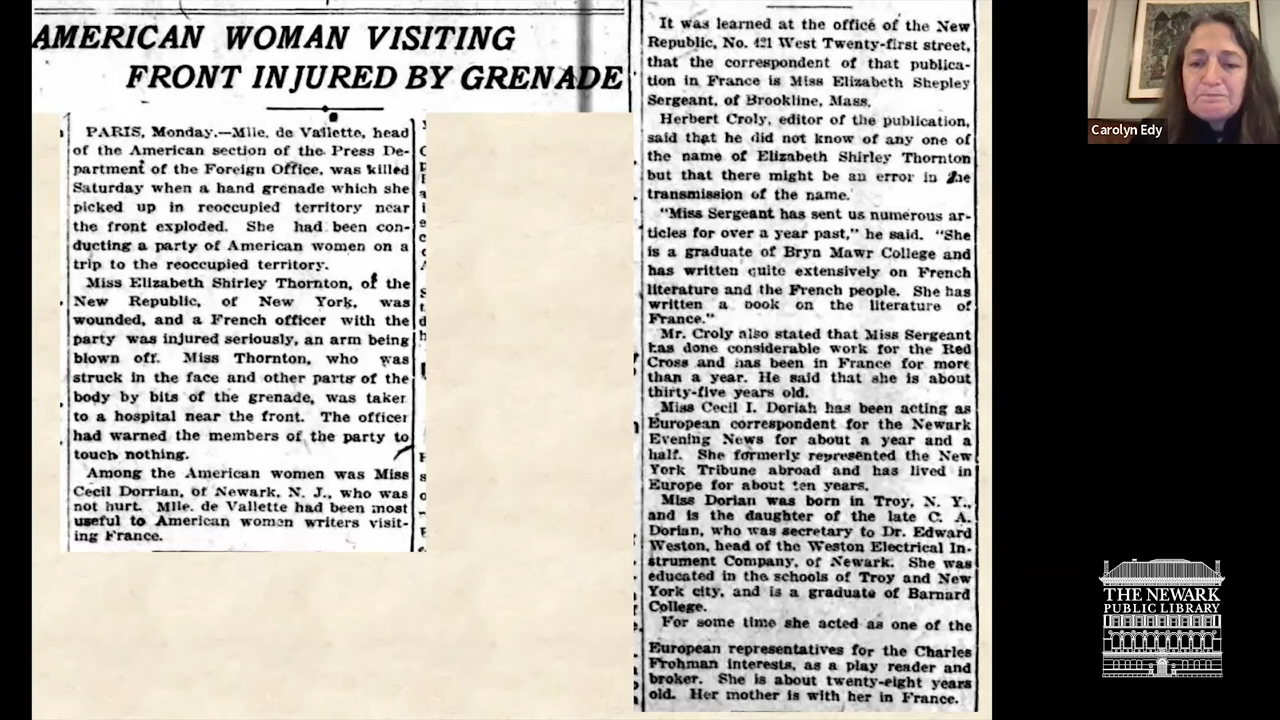 AMERICAN WOMAN VISITING
FRONT INJURED BY GRENADE
PARIS, Monday.—Mlle. de Vallette, head
of the American section of the Press De-
partment of the Foreign Office, was killed
Saturday when a hand grenade which she
picked up in reoccupied territory near
the front exploded. She had been con-
ducting a party of American women on a
trip to the reoccupied territory.
Miss Elizabeth Shirley Thornton, of the
New Republic, of New York, was
wounded, and a French officer with the
party was injured seriously, an arm being
blown off. Miss Thornton, who was
struck in the face and other parts of the
body by bits of the grenade, was taker
to a hospital near the front. The officer
had warned the members of the party to
touch nothing.
Among the American women was Miss
Cecil Dorrian, of Newark, N. J., who was
not hurt. Mlle. de Vallette had been most
useful to American women writers visit-
ing France.
It was learned at the office of the New
Republic, No. 421 West Twenty-first street,
that the correspondent of that publica-
tion in France is Miss Elizabeth Shepley
Sergeant, of Brookline, Mass.
Herbert Croly, editor of the publication,
said that he did not know of any one of
the name of Elizabeth Shirley Thornton
but that there might be an error in the
transmission of the name.
"Miss Sergeant has sent us numerous ar-
ticles for over a year past," he said. "She
is a graduate of Bryn Mawr College and
has written quite extensively on French
literature and the French people. She has
written a book on the literature of
France."
Mr. Croly also stated that Miss Sergeant
has done considerable work for the Red
Cross and has been in France for more
than a year. He said that she is about
thirty-five years old.
Miss Cecil I. Doriah has been acting as
European correspondent for the Newark
Evening News for about a year and a
half. She formerly represented the New
York Tribune abroad and has lived in
Europe for about ten years.
Miss Dorian was born in Troy, N. Y.,
and is the daughter of the late C. A.
Dorian, who was secretary to Dr. Edward
Weston, head of the Weston Electrical In-
strument Company, of Newark. She was
educated in the schools of Troy and New
York city, and is a graduate of Barnard
College.
For some time she acted as one of the
European representatives for the Charles
Frohman interests, as a play reader and
broker. She is about twenty-eight years
old. Her mother is with her in France.
Carolyn Edy
THE NEWARK
PUBLIC LIBRARY